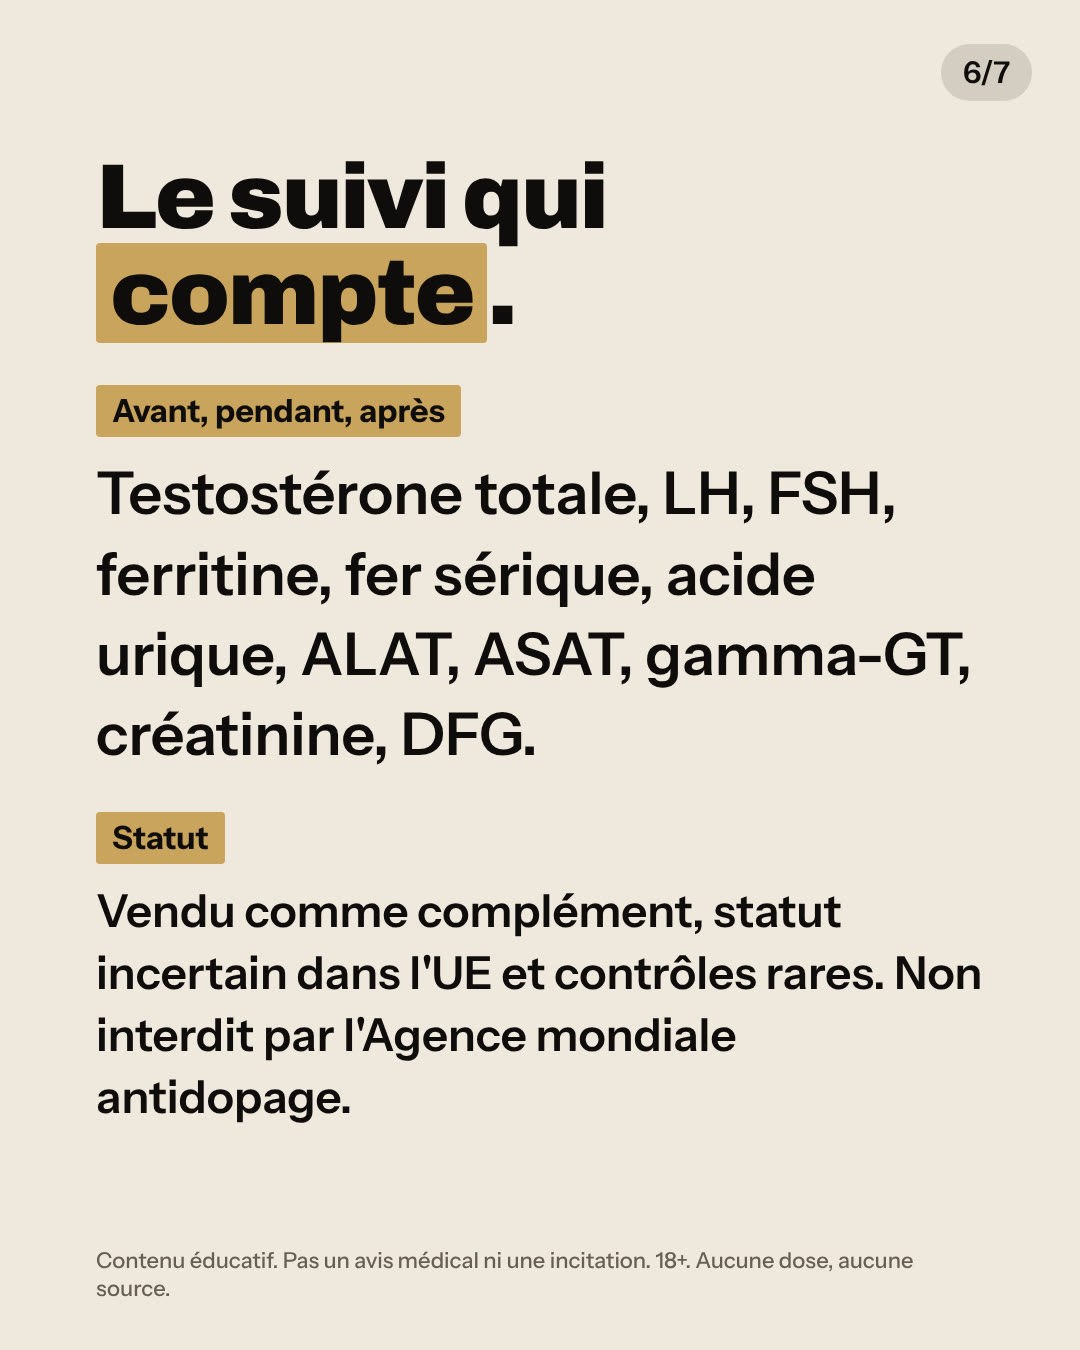 6/7
Le suivi qui
compte.
Avant, pendant, après
Testostérone totale, LH, FSH,
ferritine, fer sérique, acide
urique, ALAT, ASAT, gamma-GT,
créatinine, DFG.
Statut
Vendu comme complément, statut
incertain dans l'UE et contrôles rares. Non
interdit par l'Agence mondiale
antidopage.
Contenu éducatif. Pas un avis médical ni une incitation. 18+. Aucune dose, aucune
source.